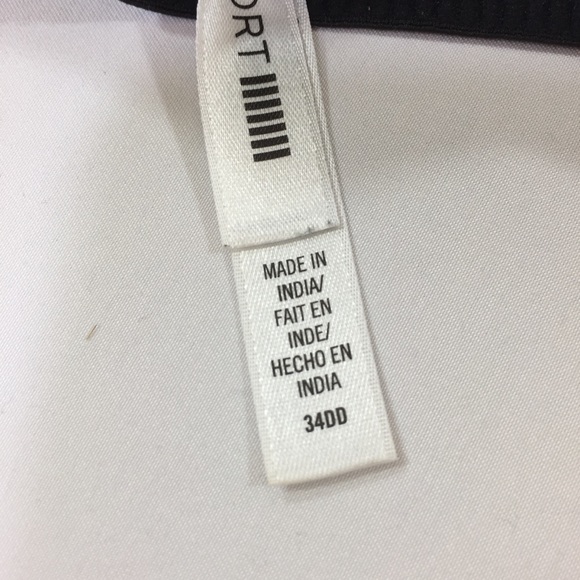 ORT
MADE IN
INDIA/
FAIT EN
INDE/
HECHO EN
INDIA
34DD